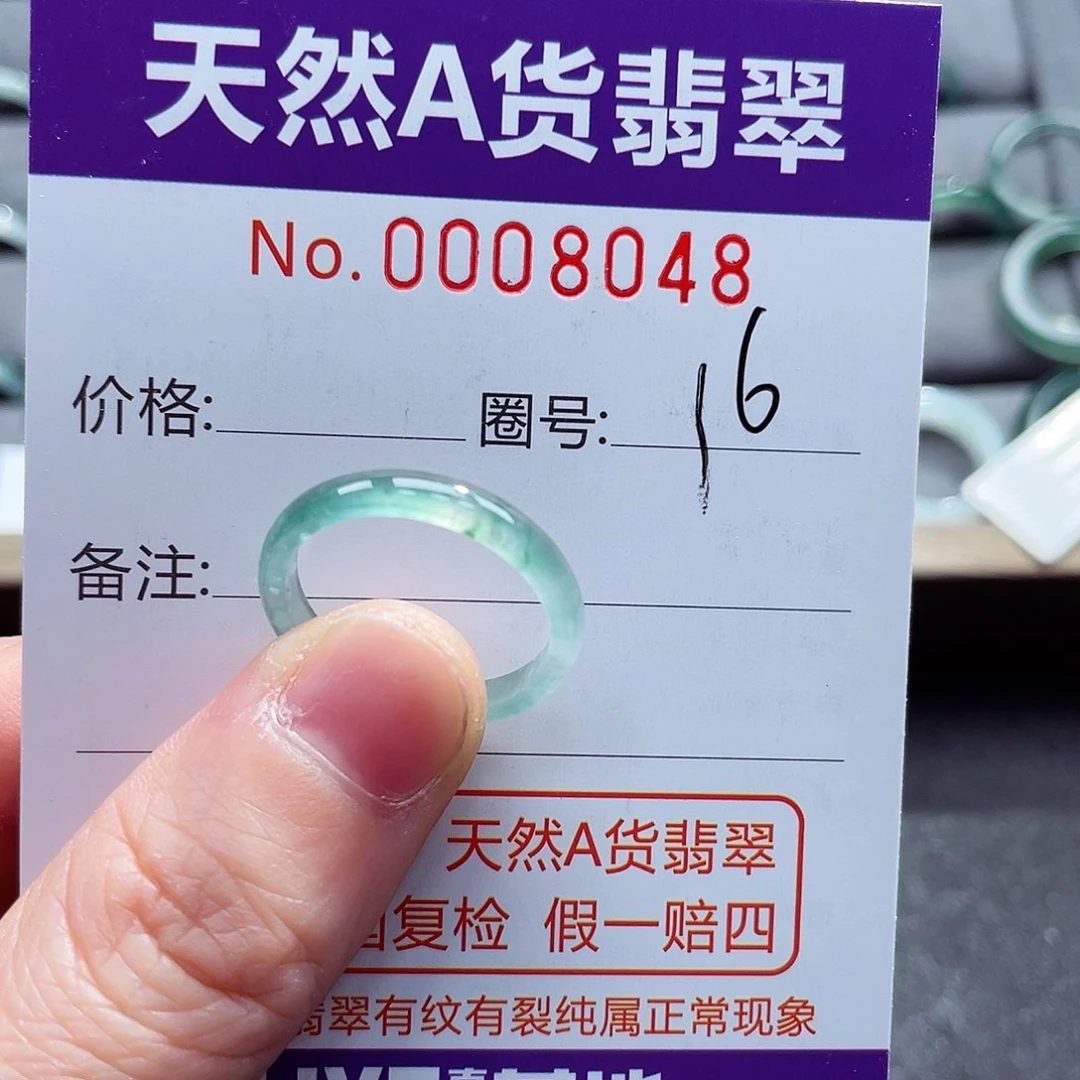 天然A货翡翠
No. 0008048
价格: 圈号: 16
备注:
天然A货翡翠
复检 假一赔四
翡翠有纹有裂纯属正常现象